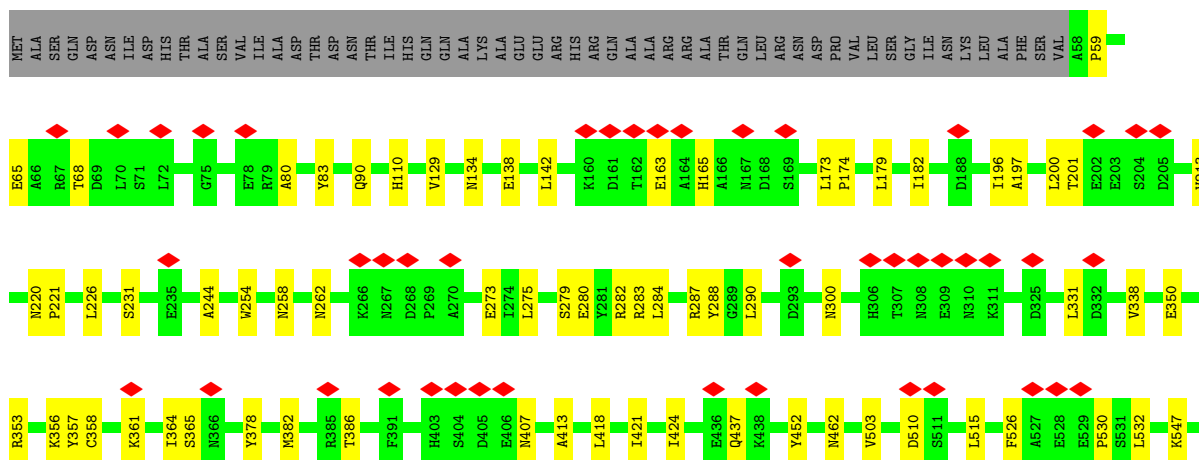 MET ALA SER GLN ASP ASN ILE ASP HIS THR ALA SER VAL ILE ALA ASP THR ASP ASN THR ILE HIS GLN GLN ALA LYS ALA GLU GLU ARG HIS ARG GLN ALA ALA ARG ARG ALA THR GLN LEU ARG ASN ASP PRO VAL LEU SER GLY ILE ASN LYS LEU ALA PHE SER VAL A58 P59
E65 A66 R67 T68 D69 L70 S71 L72 G75 E78 R79 A80 Y83 Q90 H110 V129 N134 E138 L142 K160 D161 T162 E163 A164 H165 A166 N167 D168 S169 L173 P174 L179 I182 D188 I196 A197 L200 T201 E202 E203 S204 D205
N220 P221 L226 S231 E235 A244 W254 N258 N262 K266 N267 D268 P269 A270 E273 I274 L275 S279 E280 Y281 R282 R283 L284 R287 Y288 G289 L290 D293 N300 H306 T307 N308 E309 N310 K311 D325 L331 D332 V338 E350
R353 K356 Y357 C358 K361 I364 S365 N366 Y378 M382 R385 T386 F391 H403 S404 D405 E406 N407 A413 L418 I421 I424 E436 Q437 K438 Y452 N462 V503 D510 S511 L515 F526 A527 E528 E529 P530 S531 L532 K547